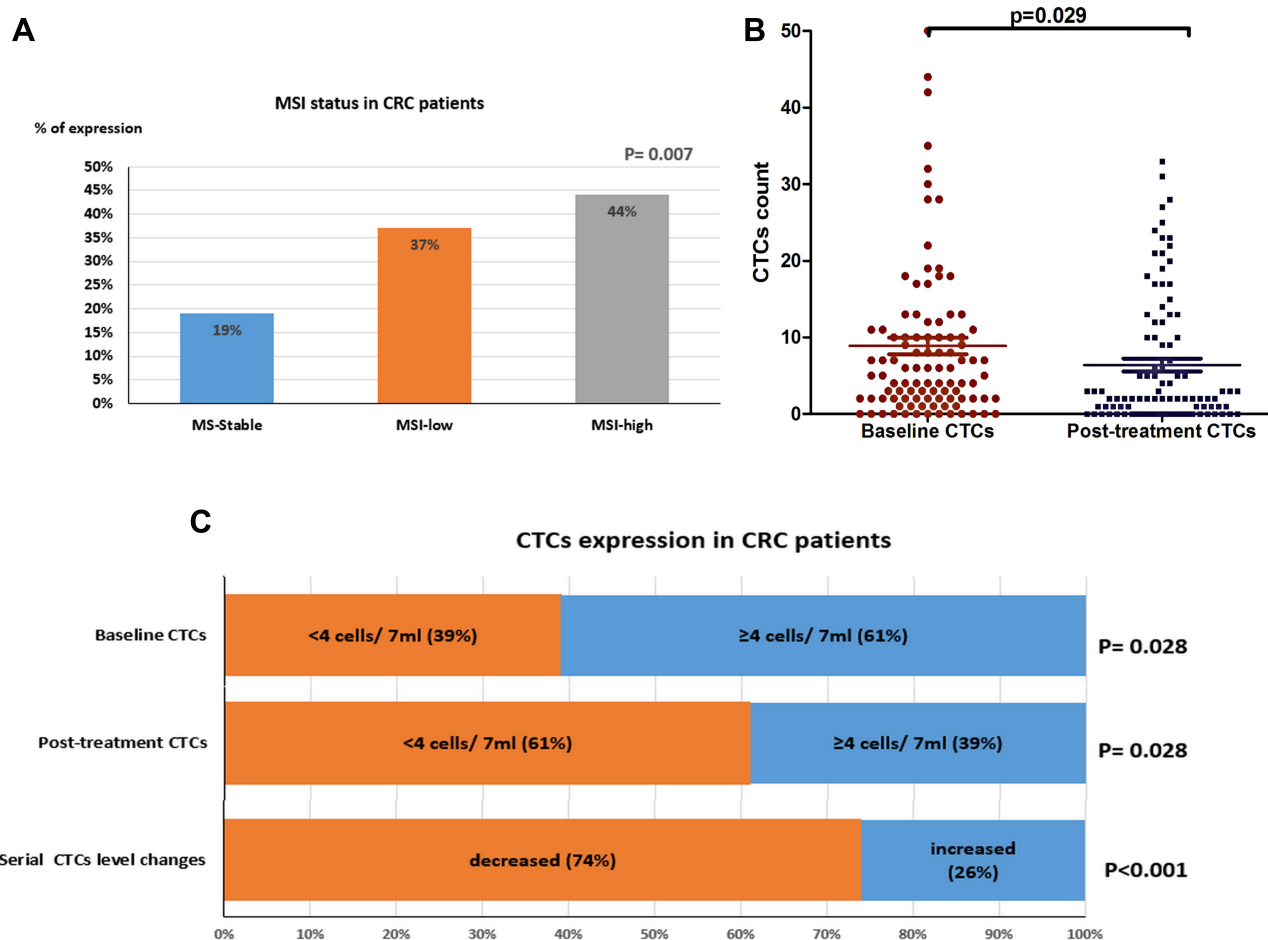 A
MSI status in CRC patients
% of expression
P= 0.007
50%
45%
40%
35%
30%
25%
20%
15%
10%
5%
0%
19%
37%
44%
MS-Stable
MSI-low
MSI-high
B
p=0.029
CTCs count
50
40
30
20
10
0
Baseline CTCs
Post-treatment CTCs
C
CTCs expression in CRC patients
Baseline CTCs
<4 cells/ 7ml (39%)
≥4 cells/ 7ml (61%)
P= 0.028
Post-treatment CTCs
<4 cells/ 7ml (61%)
≥4 cells/ 7ml (39%)
P= 0.028
Serial CTCs level changes
decreased (74%)
increased
(26%)
P<0.001
0%
10%
20%
30%
40%
50%
60%
70%
80%
90%
100%